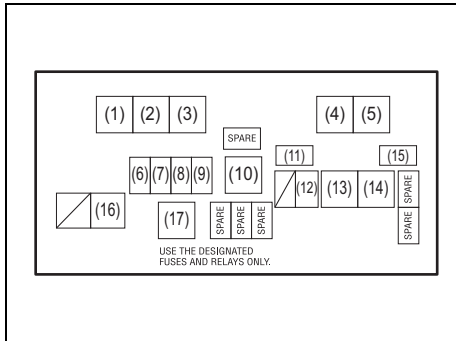 (1) (2) (3) (4) (5)
SPARE
(11) (15)
(6) (7) (8) (9) (10) (12) (13) (14) SPARE
(16) (17) SPARE SPARE SPARE SPARE
USE THE DESIGNATED
FUSES AND RELAYS ONLY.